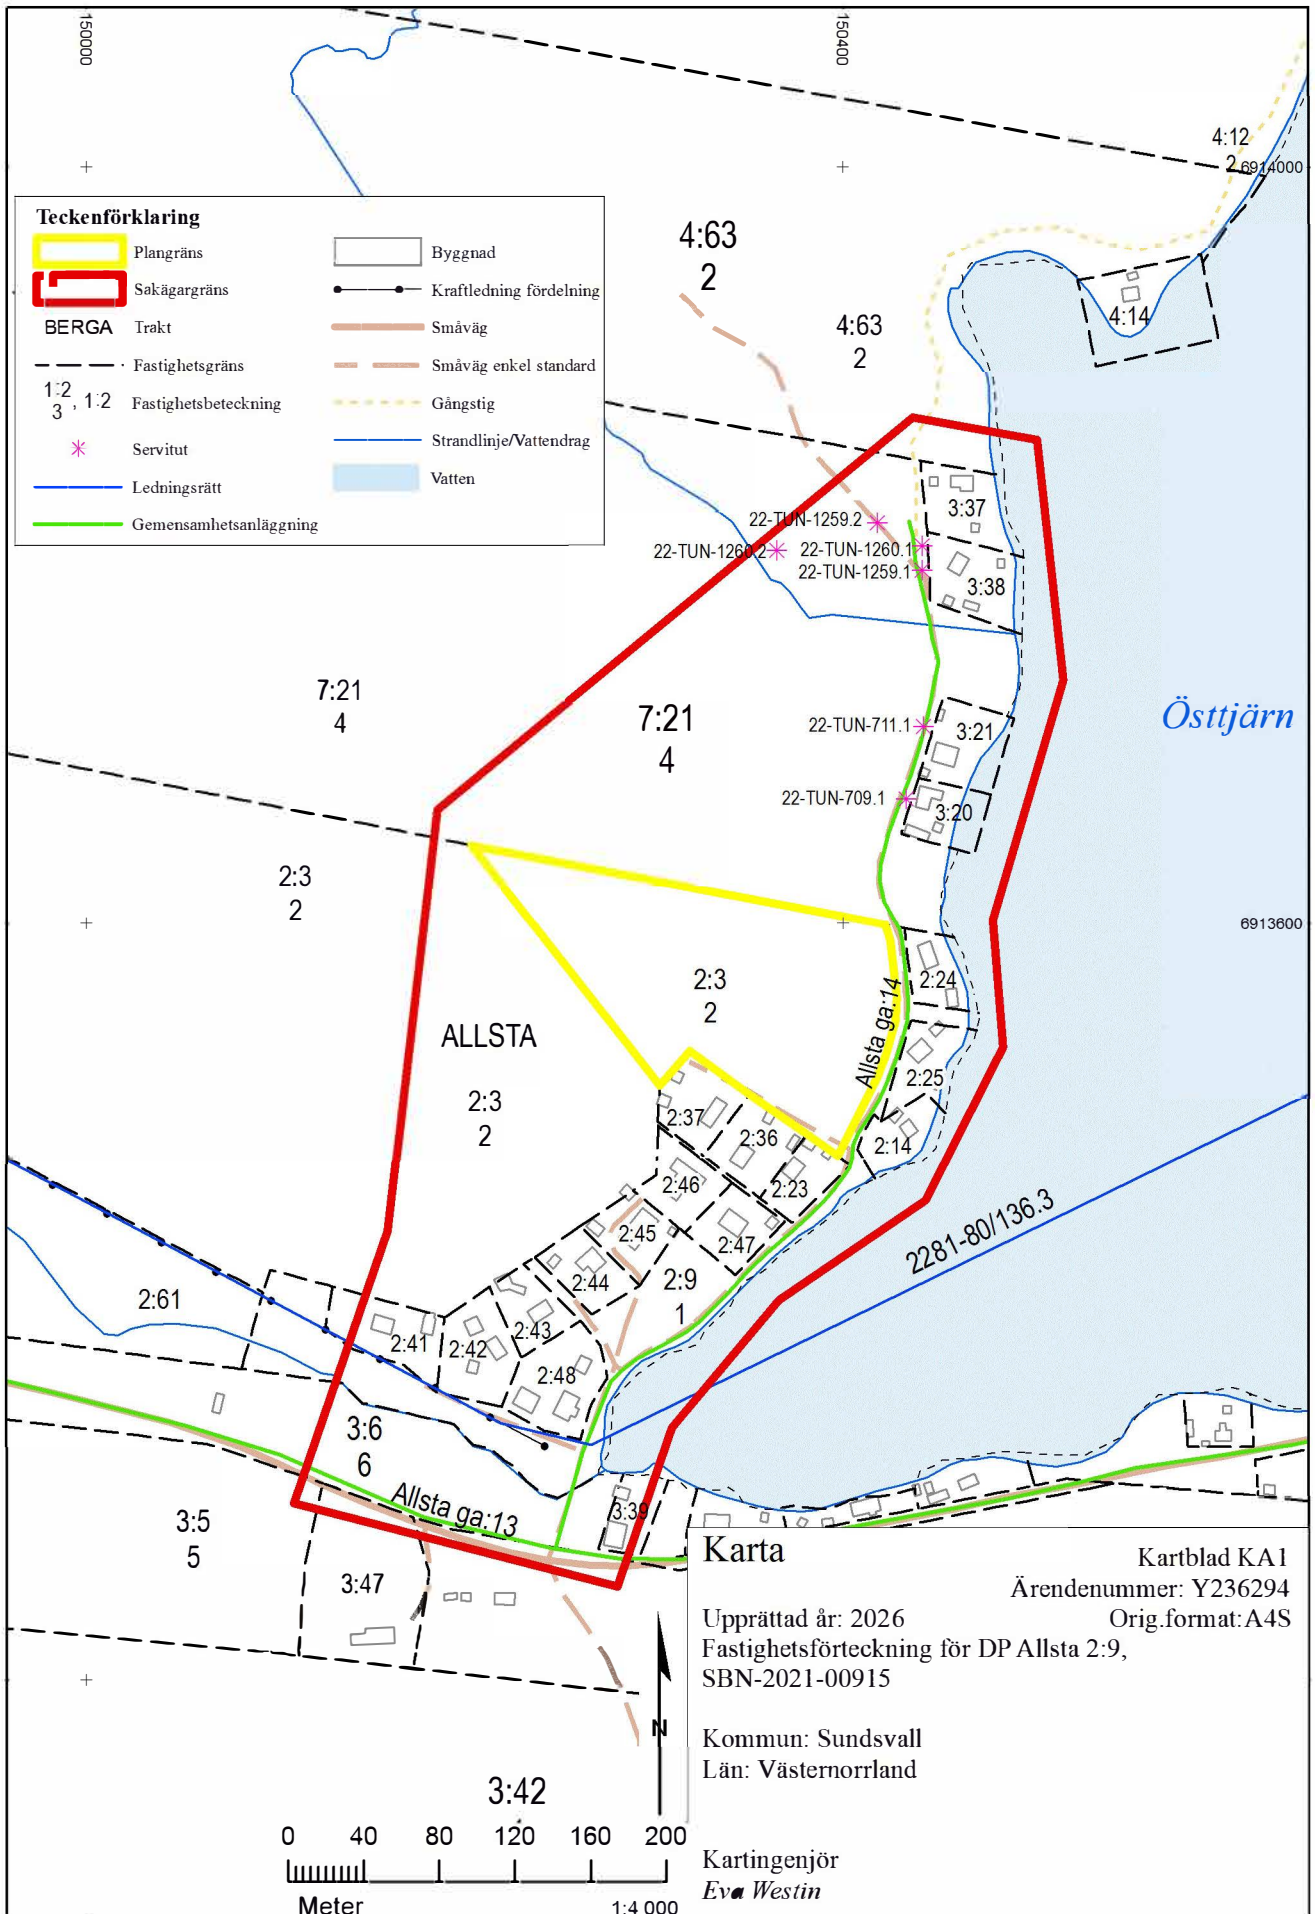 150000
150400
4:12
2
6914000
Teckenförklaring
Plangräns
Sakägargräns
BERGA Trakt
Fastighetsgräns
1:2
3 , 1:2 Fastighetsbeteckning
Servitut
Ledningsrätt
Gemensamhetsanläggning
Byggnad
Kraftledning fördelning
Småväg
Småväg enkel standard
Gångstig
Strandlinje/Vattendrag
Vatten
4:63
2
4:63
2
4:14
3:37
22-TUN-1259.2
22-TUN-1260.2
22-TUN-1260.1
22-TUN-1259.1
3:38
7:21
4
7:21
4
22-TUN-711.1
3:21
Östtjärn
22-TUN-709.1
3:20
2:3
2
6913600
2:3
2
2:24
Allsta ga:14
ALLSTA
2:25
2:3
2
2:37
2:36
2:14
2:46
2:23
2:45
2:47
2281-80/136.3
2:44
2:9
1
2:61
2:43
2:41
2:42
2:48
3:6
6
Allsta ga:13
3:39
3:5
5
3:47
Karta
Kartblad KA1
Ärendenummer: Y236294
Upprättad år: 2026
Orig.format:A4S
Fastighetsförteckning för DP Allsta 2:9,
SBN-2021-00915
N
Kommun: Sundsvall
Län: Västernorrland
3:42
0 40 80 120 160 200
Meter
1:4 000
Kartingenjör
Eva Westin